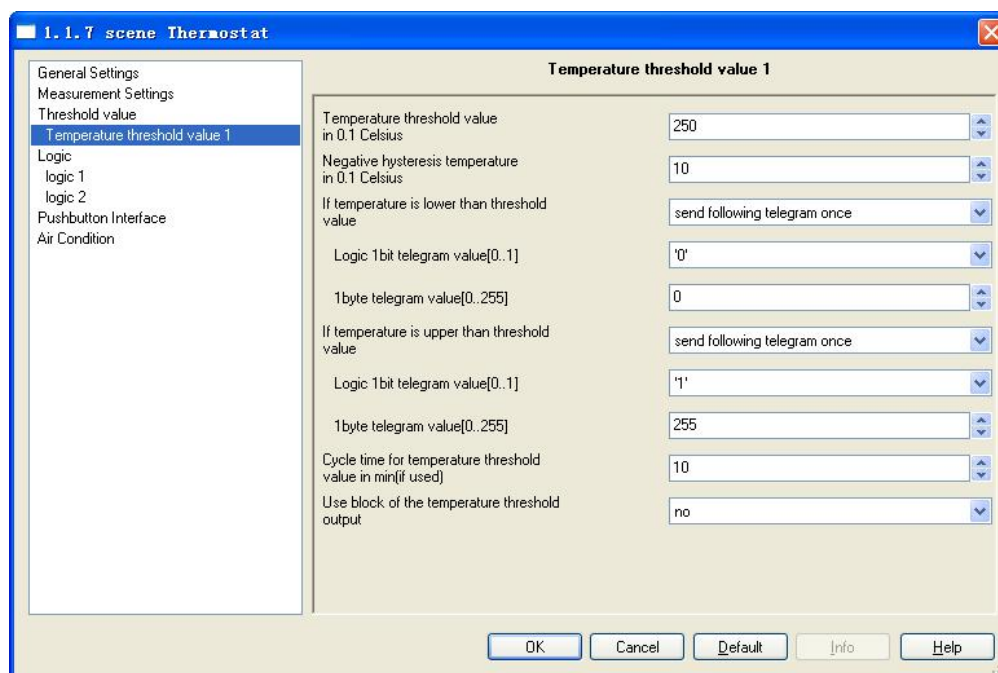 1.1.7 scene Thermostat
General Settings
Measurement Settings
Threshold value
Temperature threshold value 1
Logic
logic 1
logic 2
Pushbutton Interface
Air Condition
Temperature threshold value 1
Temperature threshold value
in 0.1 Celsius
250
Negative hysteresis temperature
in 0.1 Celsius
10
If temperature is lower than threshold
value
send following telegram once
Logic 1bit telegram value[0..1]
'0'
1byte telegram value[0..255]
0
If temperature is upper than threshold
value
send following telegram once
Logic 1bit telegram value[0..1]
'1'
1byte telegram value[0..255]
255
Cycle time for temperature threshold
value in min(if used)
10
Use block of the temperature threshold
output
no
OK
Cancel
Default
Info
Help